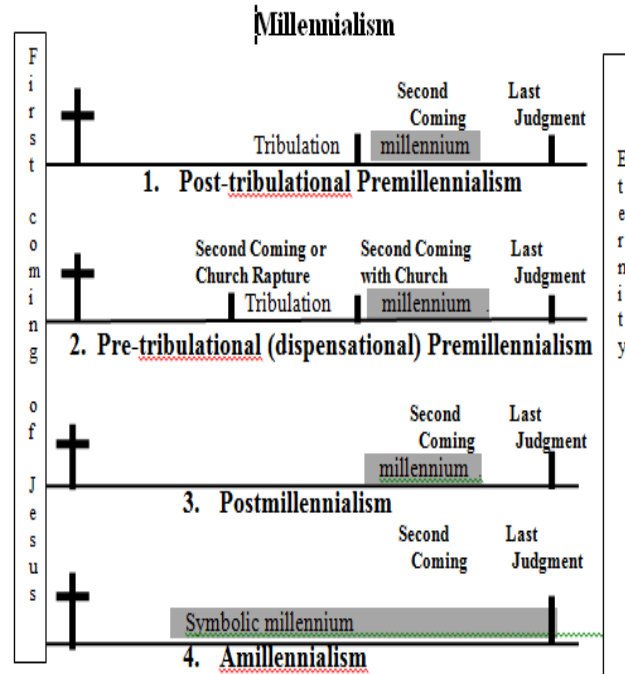 Millennialism
First coming of Jesus
Second Last
Coming Judgment
Tribulation millennium
1. Post-tribulational Premillennialism
Second Coming or Second Coming Last
Church Rapture with Church Judgment
Tribulation millennium .
2. Pre-tribulational (dispensational) Premillennialism
Second Last
Coming Judgment
millennium .
3. Postmillennialism
Second Last
Coming Judgment
Symbolic millennium
4. Amillennialism
Eternity